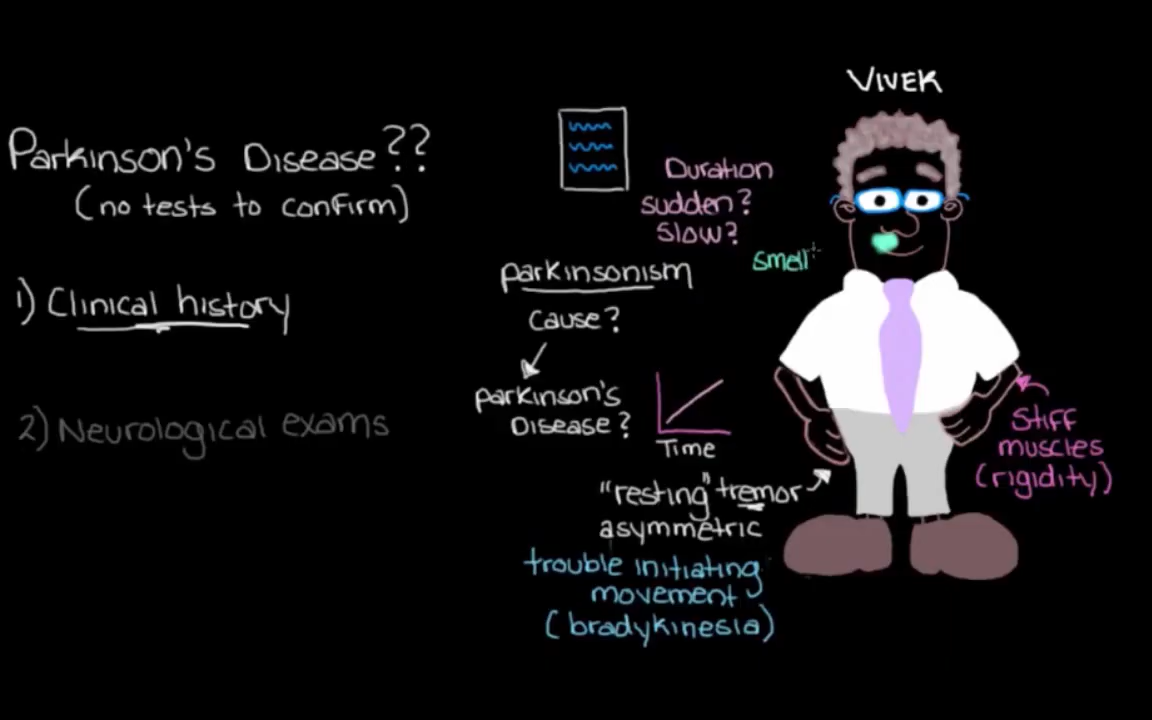 VIVEK
Parkinson's Disease??
(no tests to confirm)
1) Clinical history
2) Neurological exams
Duration
sudden?
slow?
smell
parkinsonism
cause?
parkinson's
Disease?
Time
"resting" tremor
asymmetric
trouble initiating
movement
(bradykinesia)
Stiff
muscles
(rigidity)